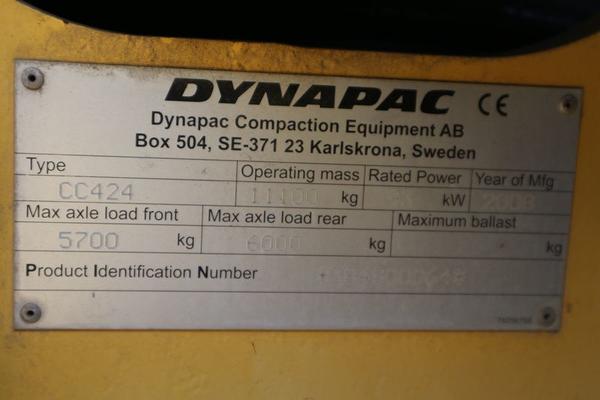 DYNAPAC CE
Dynapac Compaction Equipment AB
Box 504, SE-371 23 Karlskrona, Sweden
Type Operating mass Rated Power Year of Mfg
CC424 11100 kg kW 2008
Max axle load front Max axle load rear Maximum ballast
5700 kg 6000 kg kg
Product Identification Number